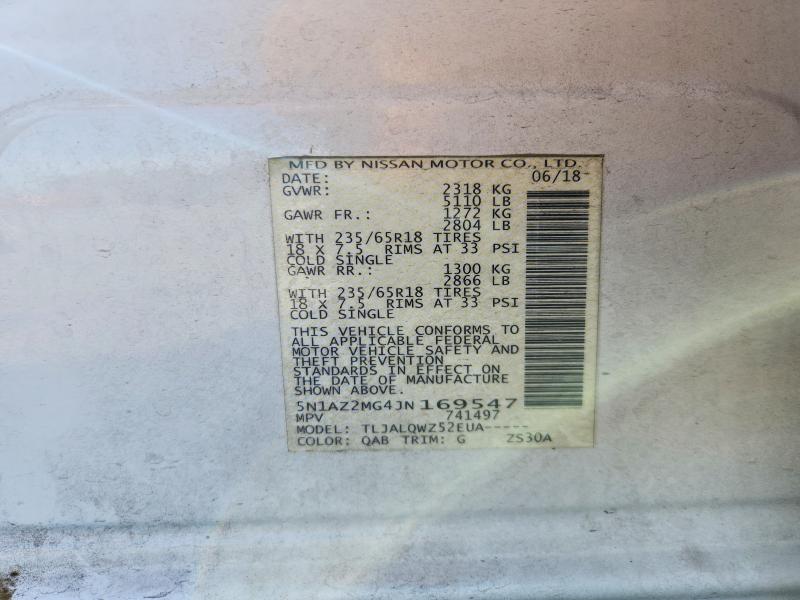 MFD BY NISSAN MOTOR CO., LTD.
DATE: 06/18
GVWR: 2318 KG
5110 LB
GAWR FR.: 1272 KG
2804 LB
WITH 235/65R18 TIRES
18 X 7.5 RIMS AT 33 PSI
COLD SINGLE
GAWR RR.: 1300 KG
2866 LB
WITH 235/65R18 TIRES
18 X 7.5 RIMS AT 33 PSI
COLD SINGLE
THIS VEHICLE CONFORMS TO
ALL APPLICABLE FEDERAL
MOTOR VEHICLE SAFETY AND
THEFT PREVENTION
STANDARDS IN EFFECT ON
THE DATE OF MANUFACTURE
SHOWN ABOVE.
5N1AZ2MG4JN 169547
MPV 741497
MODEL: TLJALQWZ52EUA-----
COLOR: QAB TRIM: G ZS30A